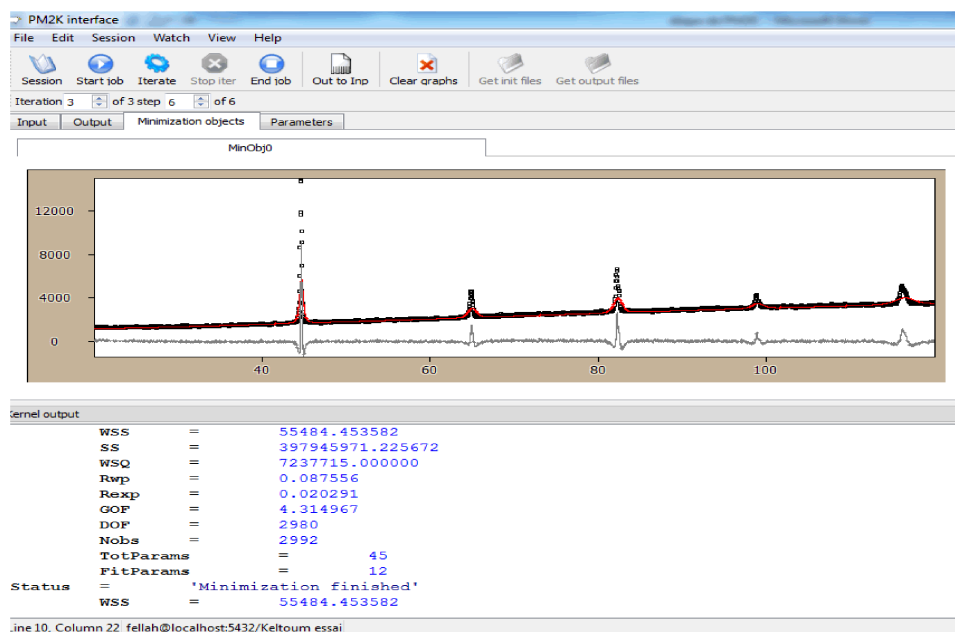 PM2K interface
File Edit Session Watch View Help
Session Start job Iterate Stop iter End job Out to Inp Clear graphs Get init files Get output files
Iteration 3 of 3 step 6 of 6
Input Output Minimization objects Parameters
MinObj0
12000
8000
4000
0
40 60 80 100
Kernel output
WSS = 55484.453582
SS = 397945971.225672
WSQ = 7237715.000000
Rwp = 0.087556
Rexp = 0.020291
GOF = 4.314967
DOF = 2980
Nobs = 2992
TotParams = 45
FitParams = 12
Status = 'Minimization finished'
WSS = 55484.453582
Line 10, Column 22 fellah@localhost:5432/Keltoum essai